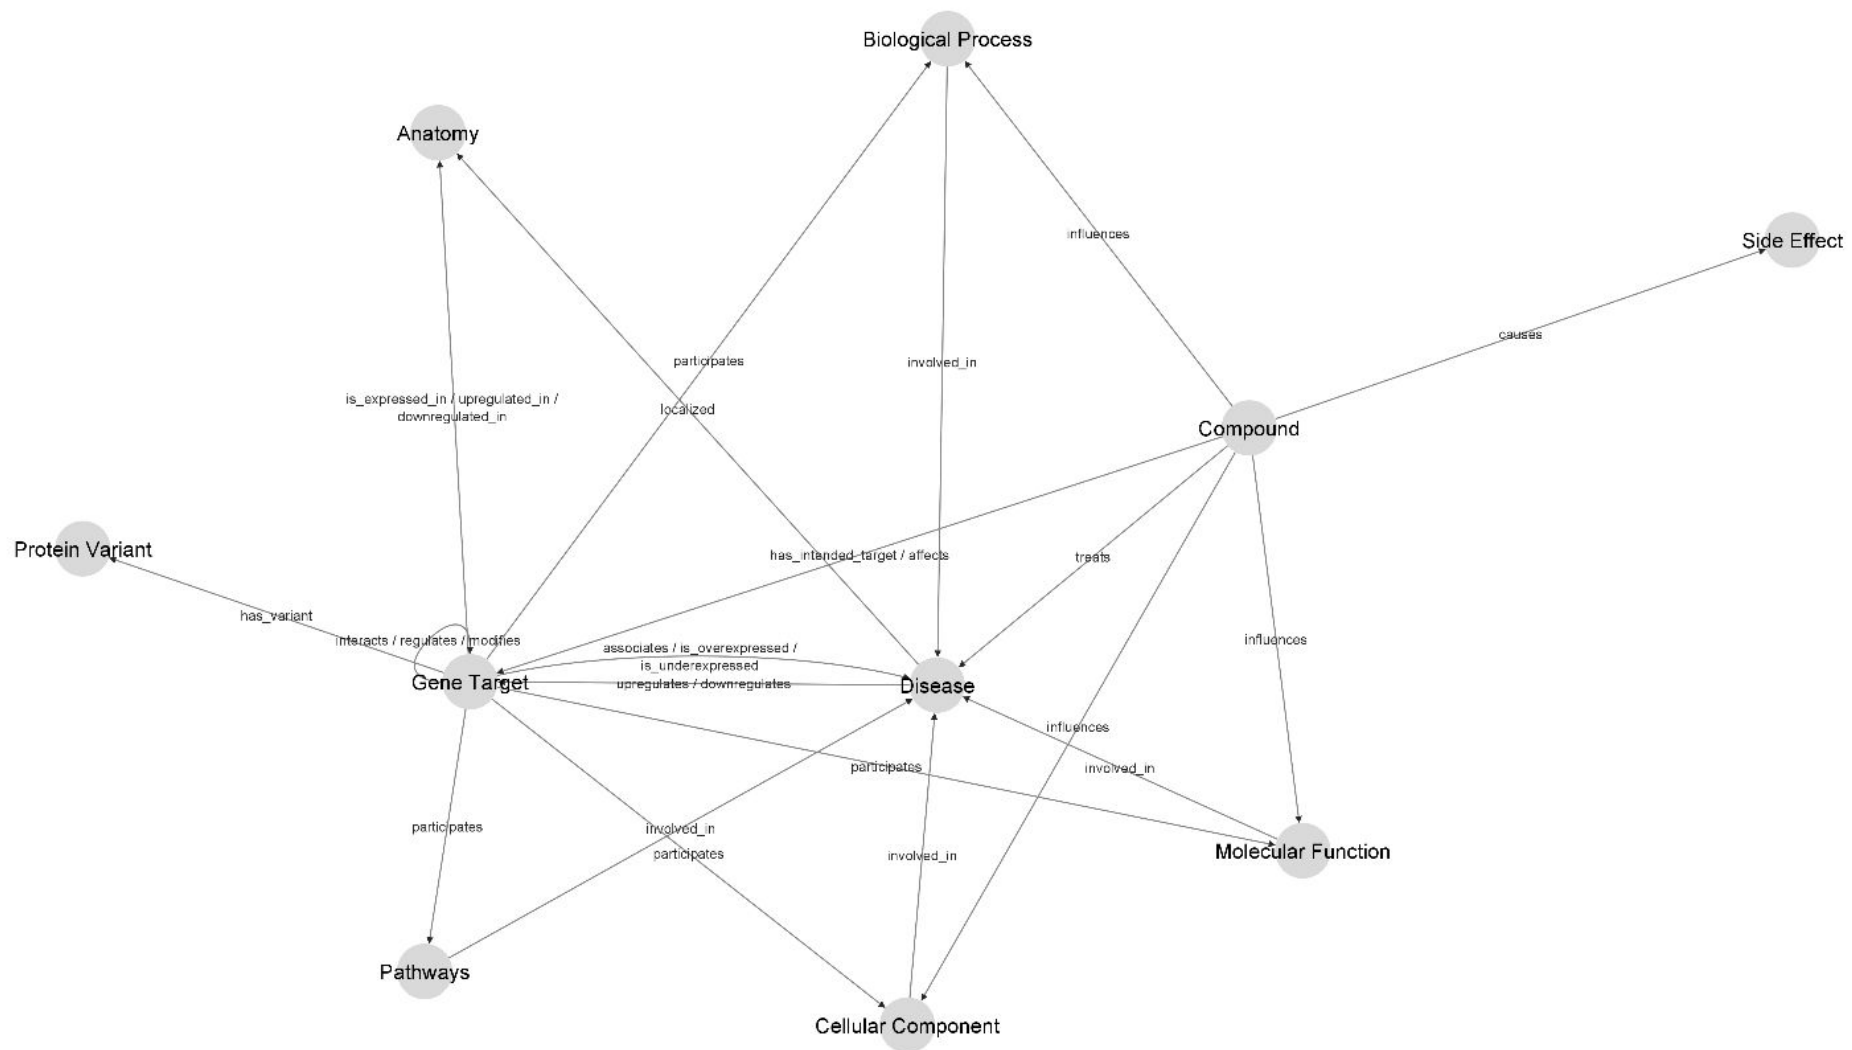 Biological Process
Anatomy
influences
Side Effect
causes
participates
involved_in
is_expressed_in / upregulated_in /
downregulated_in
localized
Compound
Protein Variant
has_intended_target / affects
treats
has_variant
interacts / regulates / modifies
influences
associates / is_overexpressed /
is_underexpressed
Gene Target
upregulates / downregulates
Disease
influences
participates
involved_in
participates
involved_in
participates
involved_in
Molecular Function
Pathways
Cellular Component